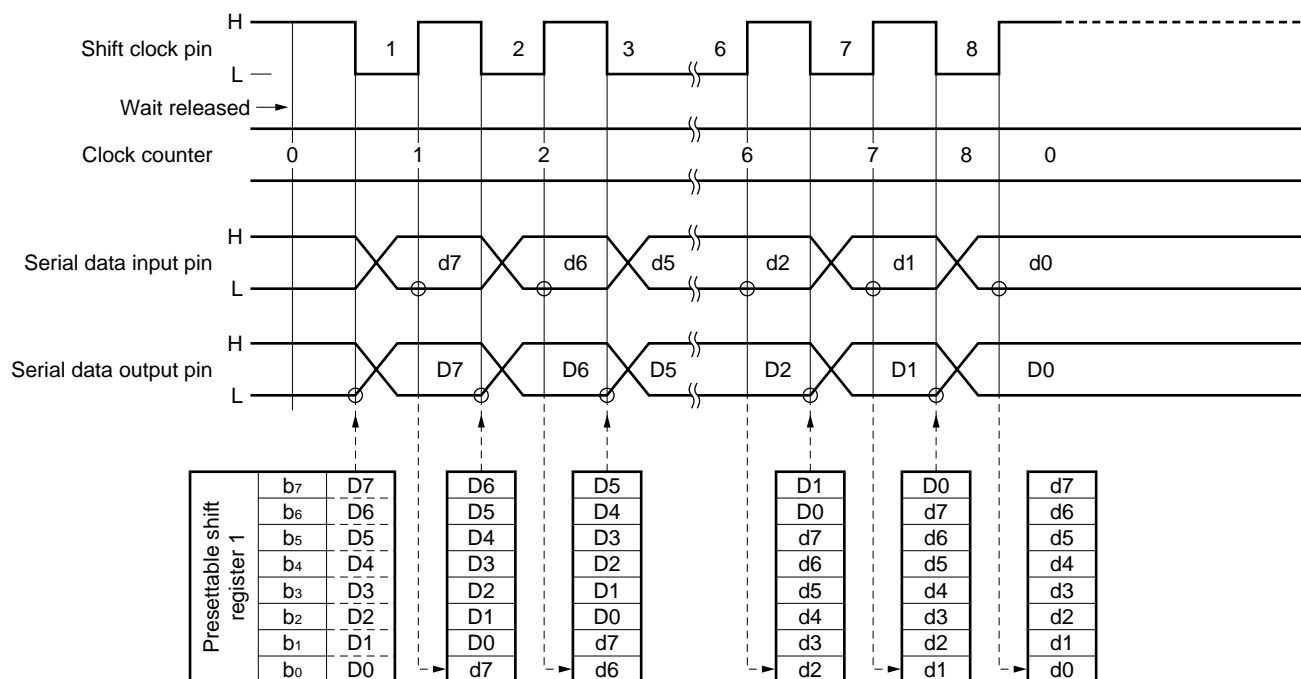 H
Shift clock pin 1 2 3 6 7 8
L
Wait released
Clock counter 0 1 2 6 7 8 0
H
Serial data input pin d7 d6 d5 d2 d1 d0
L
H
Serial data output pin D7 D6 D5 D2 D1 D0
L
Presettable shift register 1
b7 D7 D6 D5 D1 D0 d7
b6 D6 D5 D4 D0 d7 d6
b5 D5 D4 D3 d7 d6 d5
b4 D4 D3 D2 d6 d5 d4
b3 D3 D2 D1 d5 d4 d3
b2 D2 D1 D0 d4 d3 d2
b1 D1 D0 d7 d3 d2 d1
b0 D0 d7 d6 d2 d1 d0